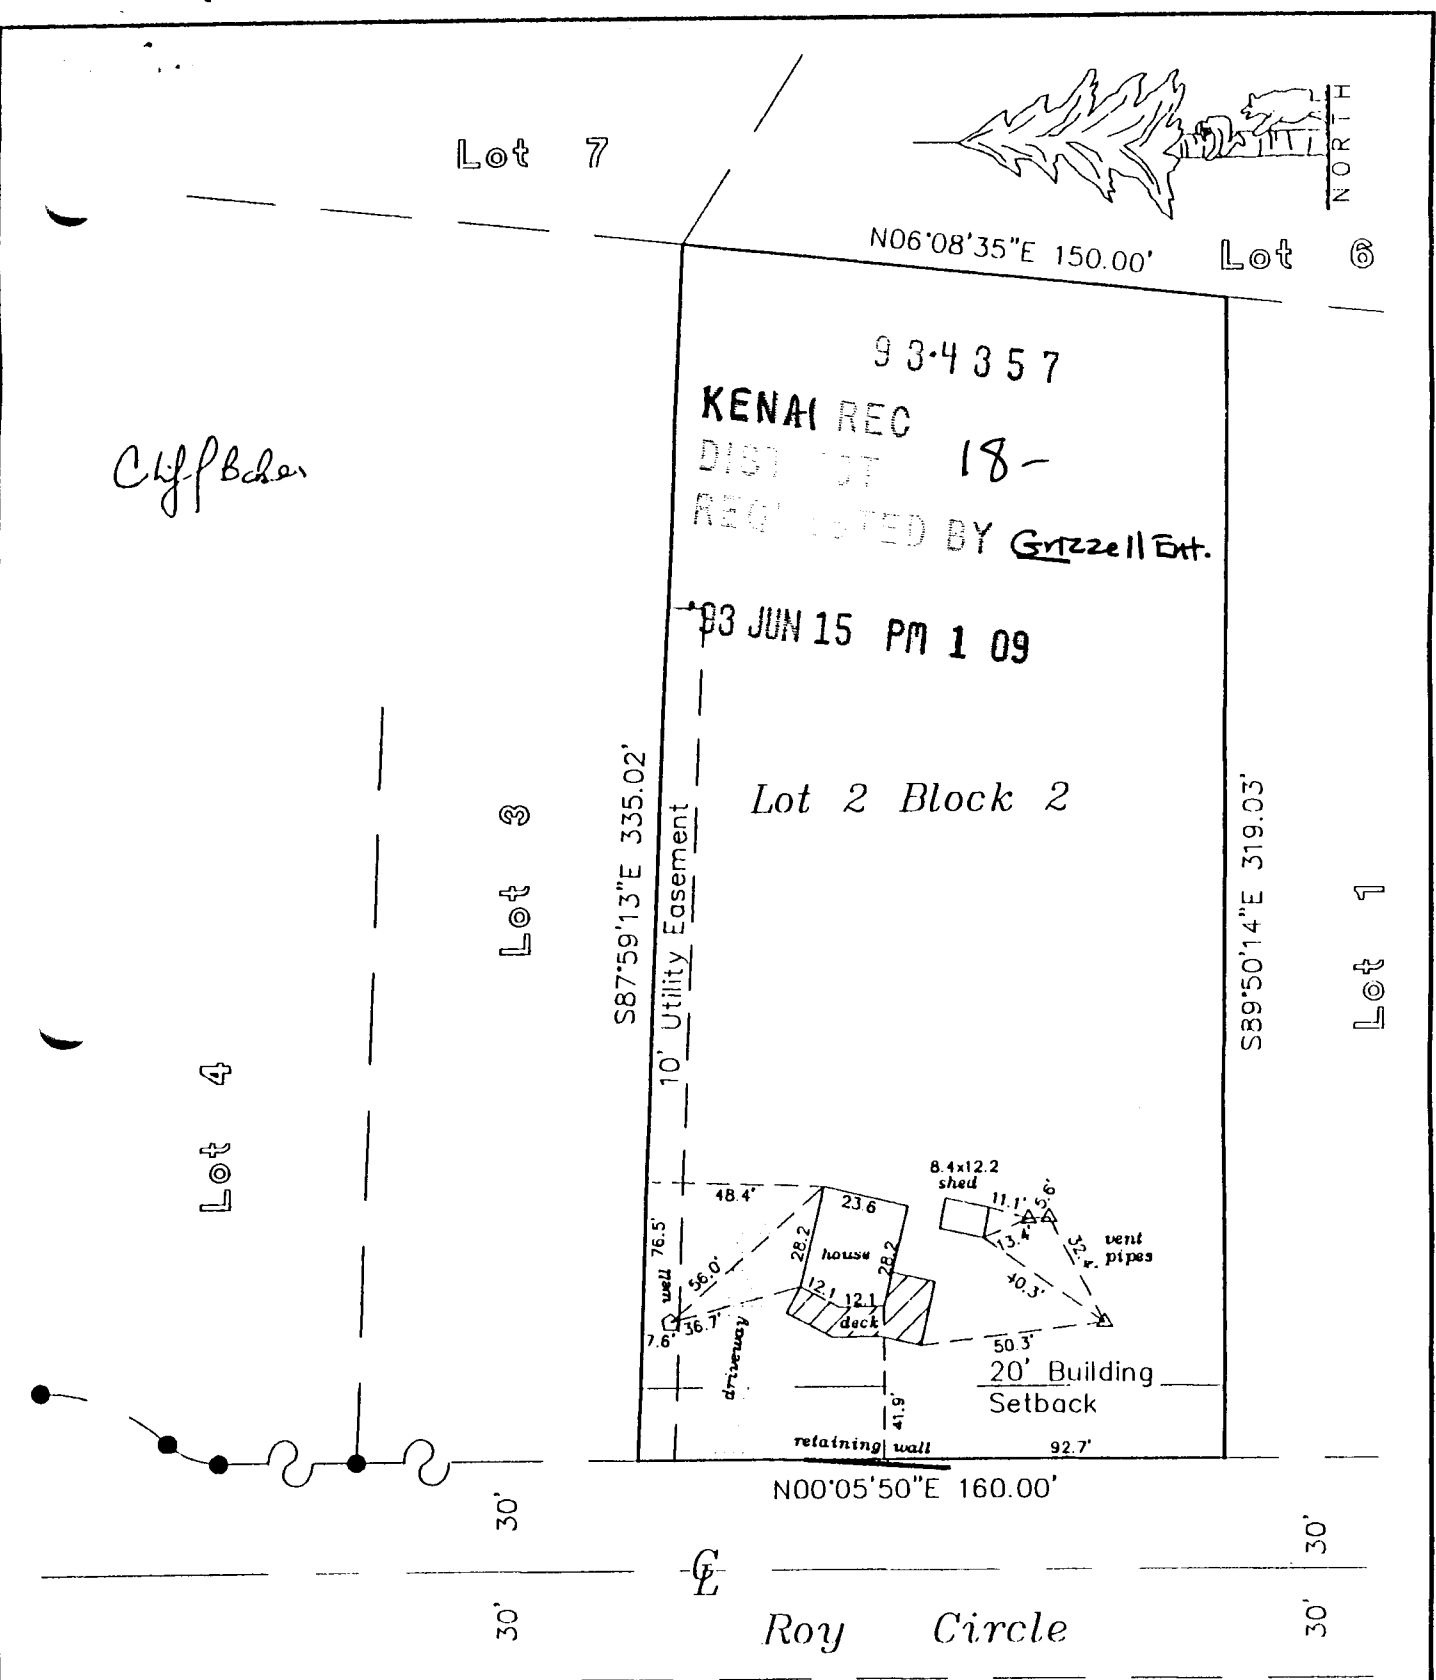 NORTH
Lot 7
N06°08'35"E 150.00'
Lot 6
93-4357
KENAI REC
18-
BY Grizzell Ent.
'93 JUN 15 PM 1 09
Cliff Baker
Lot 2 Block 2
S87°59'13"E 335.02'
10' Utility Easement
S89°50'14"E 319.03'
Lot 3
Lot 1
Lot 4
8.4x12.2
shed
48.4'
23.6
11.1'
5.6'
76.5'
28.2
house
28.2
13.4'
32.4'
vent
pipes
well
56.0'
12.1
12.1
40.3'
7.6'
36.7'
deck
driveway
50.3'
20' Building
Setback
41.9'
retaining wall
92.7'
N00°05'50"E 160.00'
30'
30'
CL
30'
30'
Roy Circle